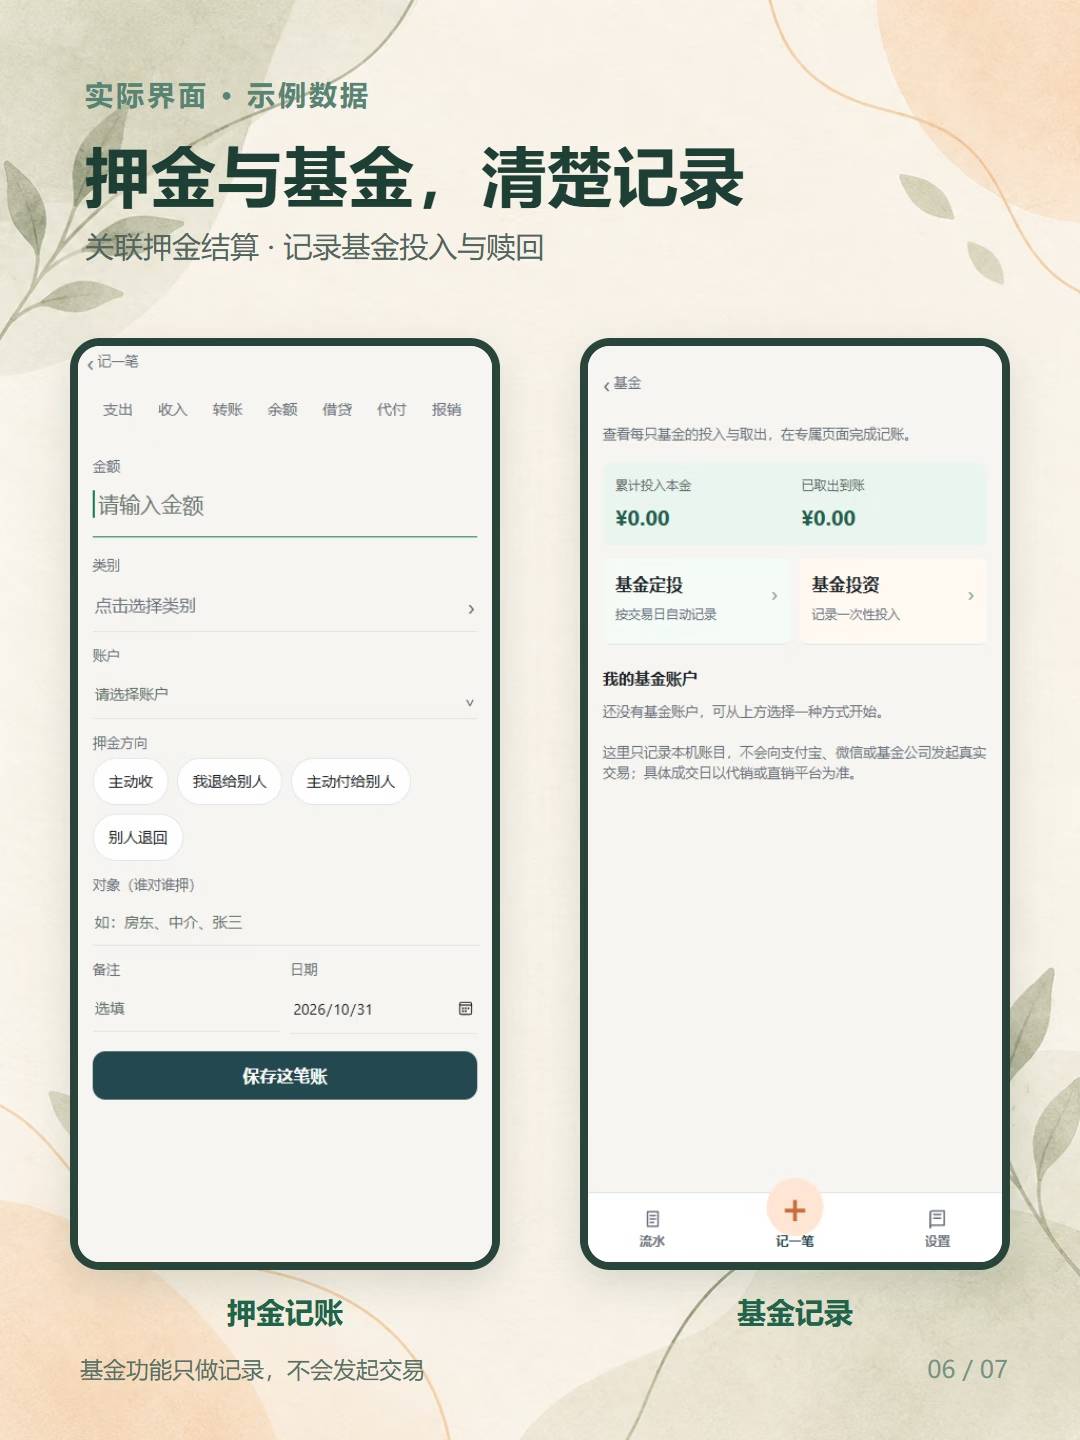 实际界面 • 示例数据
押金与基金，清楚记录
关联押金结算 · 记录基金投入与赎回
‹ 记一笔
支出 收入 转账 余额 借贷 代付 报销
金额
请输入金额
类别
点击选择类别 ›
账户
请选择账户
押金方向
主动收 我退给别人 主动付给别人
别人退回
对象（谁对谁押）
如：房东、中介、张三
备注 日期
选填 2026/10/31
保存这笔账
押金记账
‹ 基金
查看每只基金的投入与取出，在专属页面完成记账。
累计投入本金 已取出到账
¥0.00 ¥0.00
基金定投 › 基金投资 ›
按交易日自动记录 记录一次性投入
我的基金账户
还没有基金账户，可从上方选择一种方式开始。
这里只记录本机账目，不会向支付宝、微信或基金公司发起真实
交易；具体成交日以代销或直销平台为准。
+
流水 记一笔 设置
基金记录
基金功能只做记录，不会发起交易
06 / 07